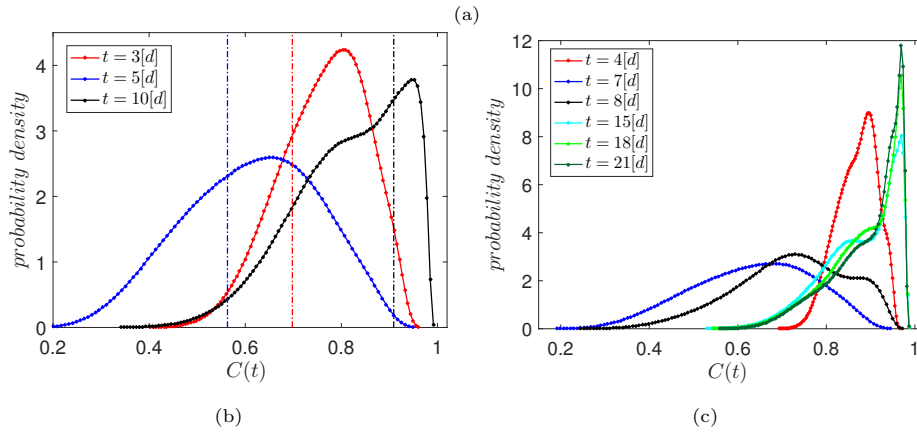 (a)
probability density
4
3
2
1
0
t = 3[d]
t = 5[d]
t = 10[d]
0.2 0.4 0.6 0.8 1
C(t)
(b)
probability density
12
10
8
6
4
2
0
t = 4[d]
t = 7[d]
t = 8[d]
t = 15[d]
t = 18[d]
t = 21[d]
0.2 0.4 0.6 0.8 1
C(t)
(c)